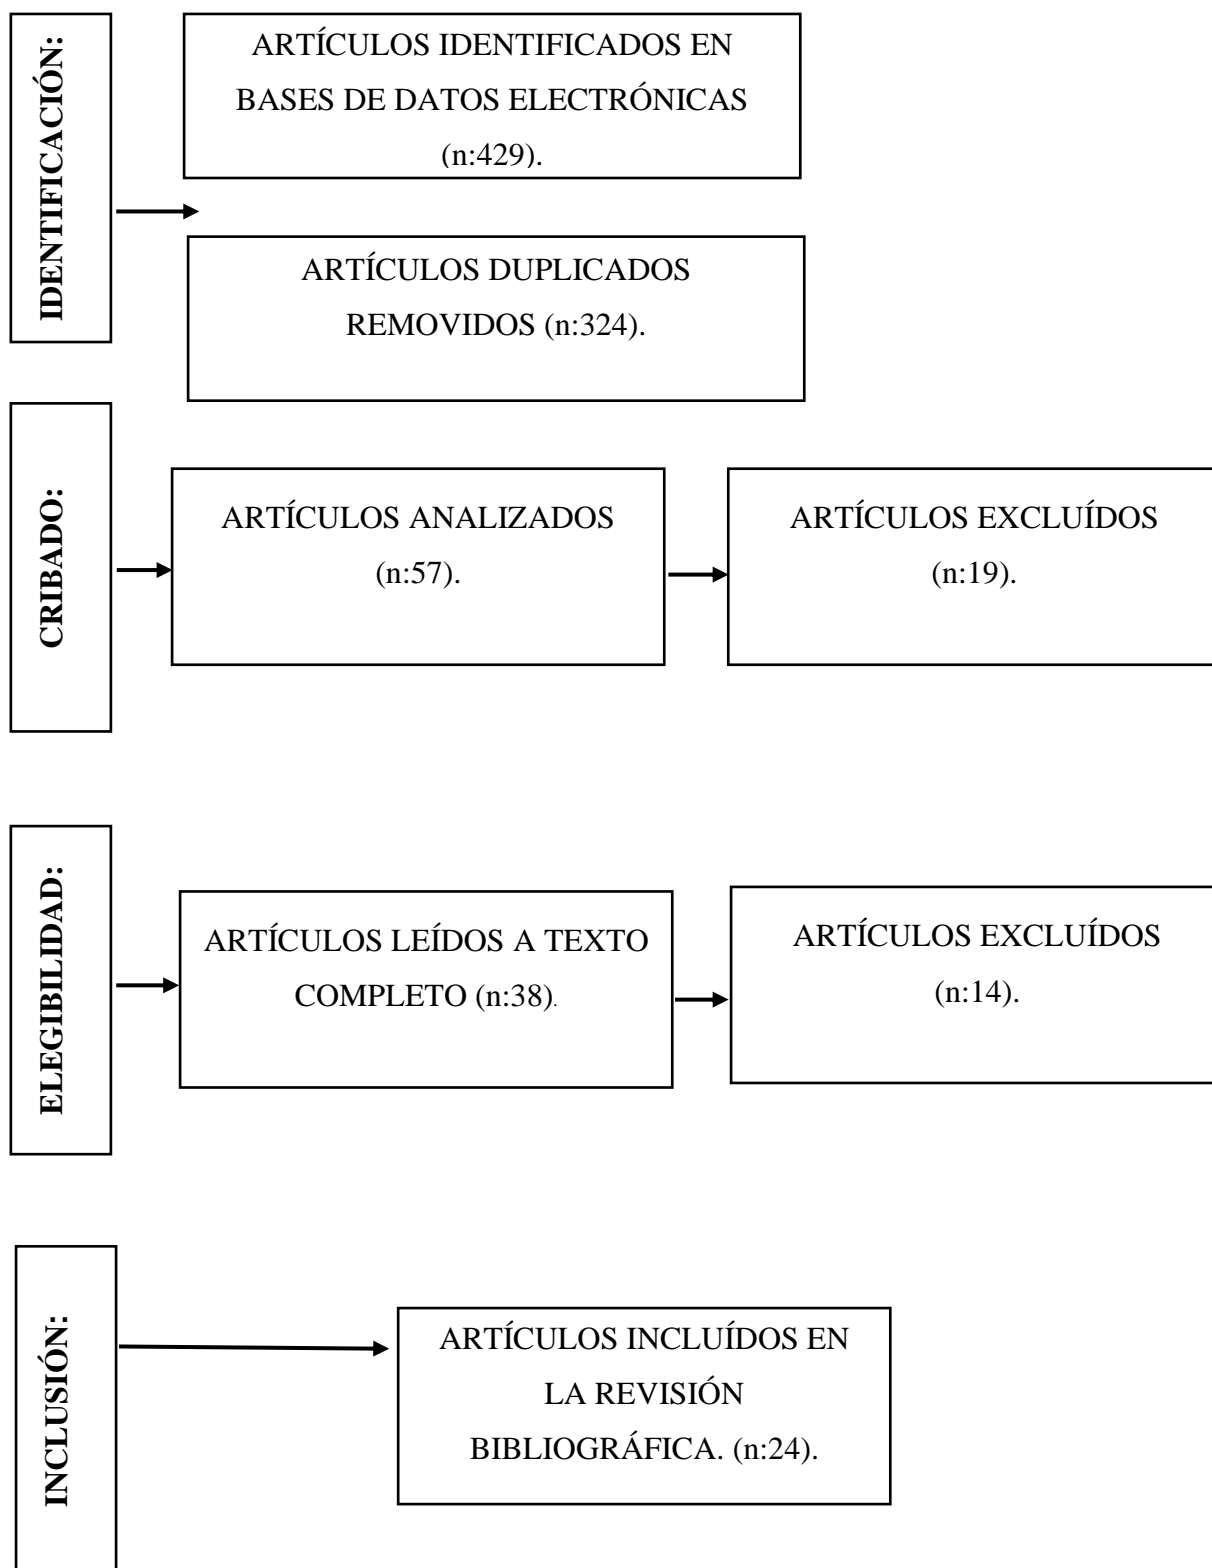 IDENTIFICACIÓN:
ARTÍCULOS IDENTIFICADOS EN
BASES DE DATOS ELECTRÓNICAS
(n:429).
ARTÍCULOS DUPLICADOS
REMOVIDOS (n:324).
CRIBADO:
ARTÍCULOS ANALIZADOS
(n:57).
ARTÍCULOS EXCLUÍDOS
(n:19).
ELEGIBILIDAD:
ARTÍCULOS LEÍDOS A TEXTO
COMPLETO (n:38).
ARTÍCULOS EXCLUÍDOS
(n:14).
INCLUSIÓN:
ARTÍCULOS INCLUÍDOS EN
LA REVISIÓN
BIBLIOGRÁFICA. (n:24).